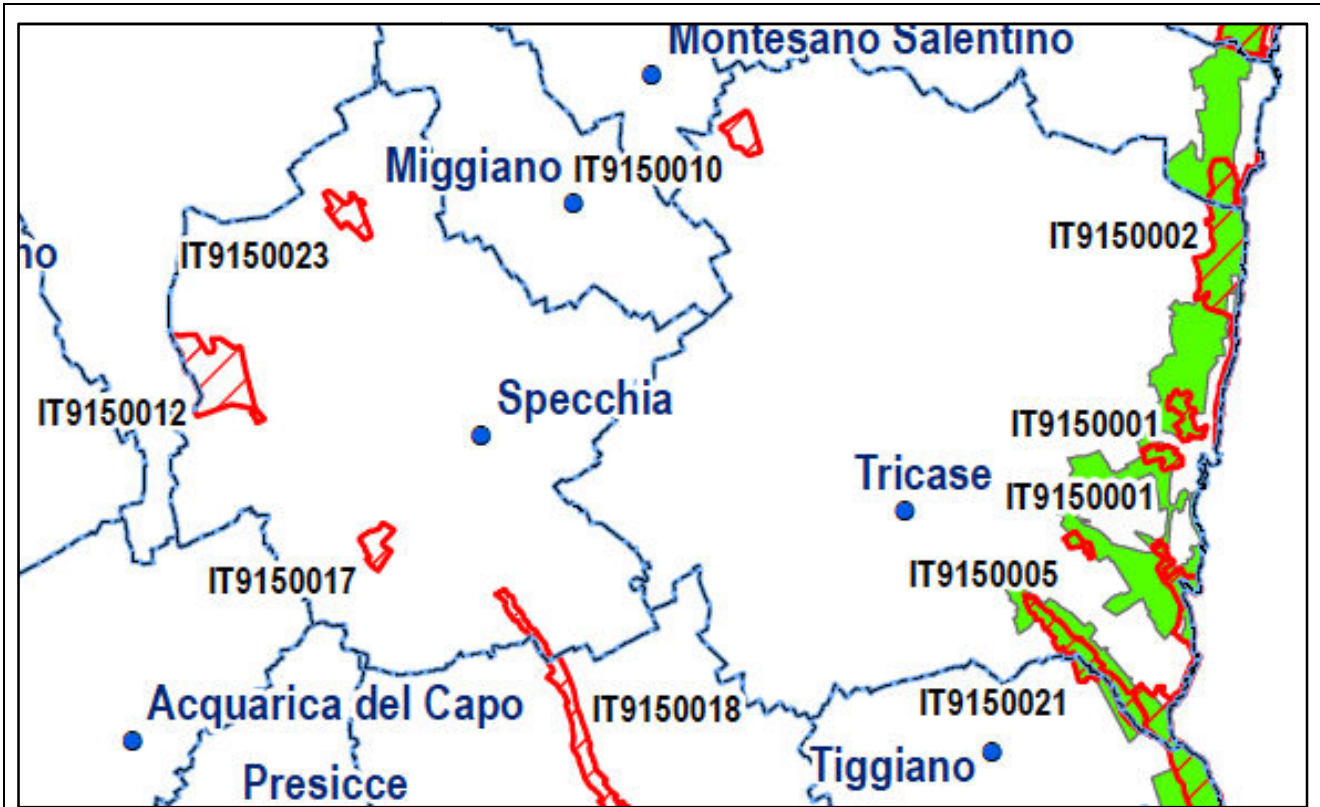 Montesano Salentino
Miggiano
IT9150010
IT9150023
IT9150002
no
IT9150012
Specchia
IT9150001
Tricase
IT9150001
IT9150017
IT9150005
Acquarica del Capo
IT9150018
IT9150021
Presicce
Tiggiano